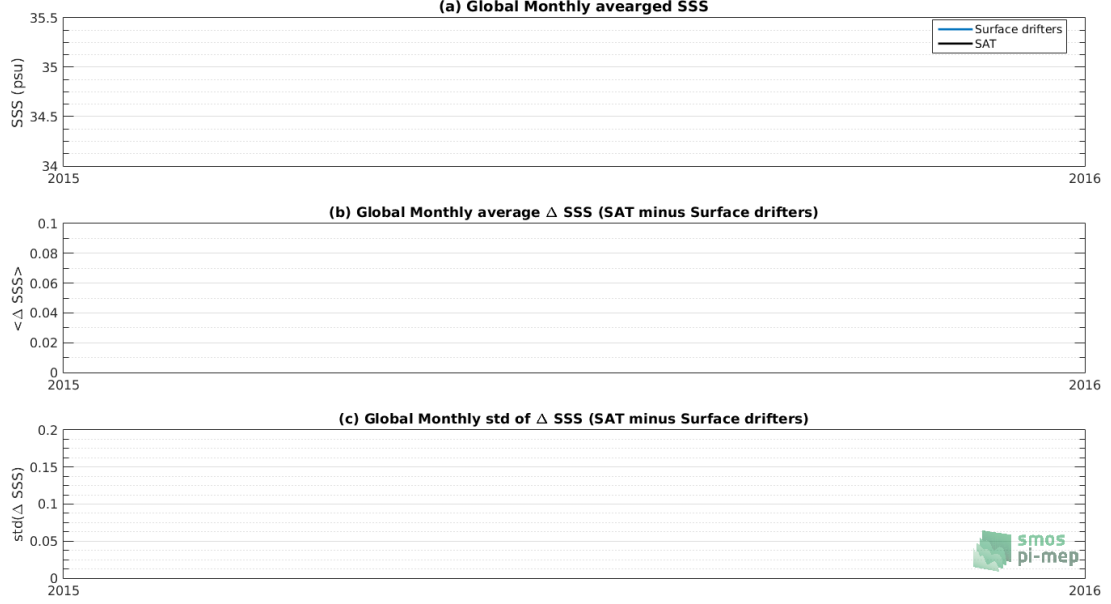 (a) Global Monthly avearged SSS
35.5
35
34.5
34
SSS (psu)
Surface drifters
SAT
2015
2016
(b) Global Monthly average Δ SSS (SAT minus Surface drifters)
0.1
0.08
0.06
0.04
0.02
0
<Δ SSS>
2015
2016
(c) Global Monthly std of Δ SSS (SAT minus Surface drifters)
0.2
0.15
0.1
0.05
0
std(Δ SSS)
smos
pi-mep
2015
2016